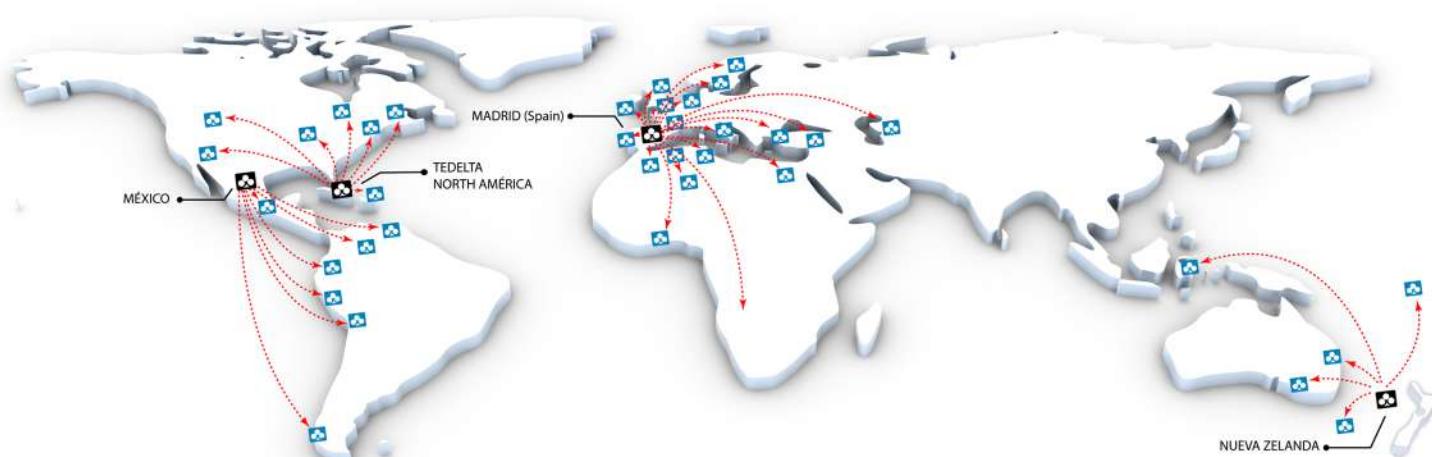 MADRID (Spain)
TEDELTA
NORTH AMÉRICA
MÉXICO
NUEVA ZELANDA